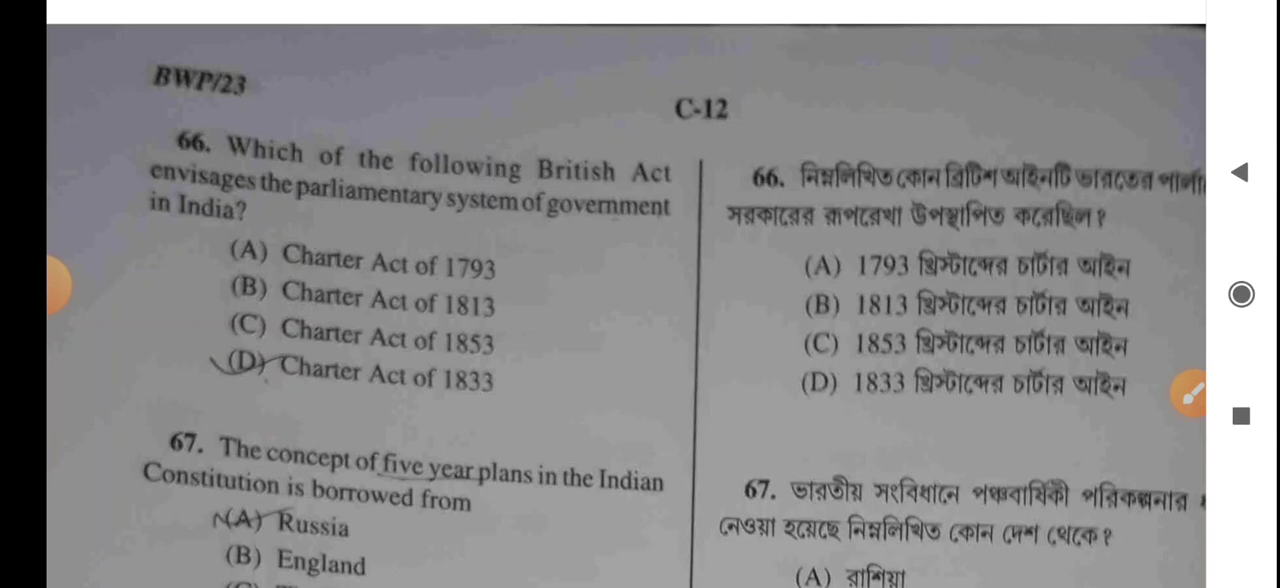 BWP/23
C-12
66. Which of the following British Act
envisages the parliamentary system of government
in India?
(A) Charter Act of 1793
(B) Charter Act of 1813
(C) Charter Act of 1853
(D) Charter Act of 1833
67. The concept of five year plans in the Indian
Constitution is borrowed from
(A) Russia
(B) England
66. নিম্নলিখিত কোন ব্রিটিশ আইনটি ভারতের
সরকারের রূপরেখা উপস্থাপিত করেছিল?
(A) 1793 খ্রিস্টাব্দের চার্টার আইন
(B) 1813 খ্রিস্টাব্দের চার্টার আইন
(C) 1853 খ্রিস্টাব্দের চার্টার আইন
(D) 1833 খ্রিস্টাব্দের চার্টার আইন
67. ভারতীয় সংবিধানে পঞ্চবার্ষিকী পরিকল্পনার
নেওয়া হয়েছে নিম্নলিখিত কোন দেশ থেকে?
(A) রাশিয়া